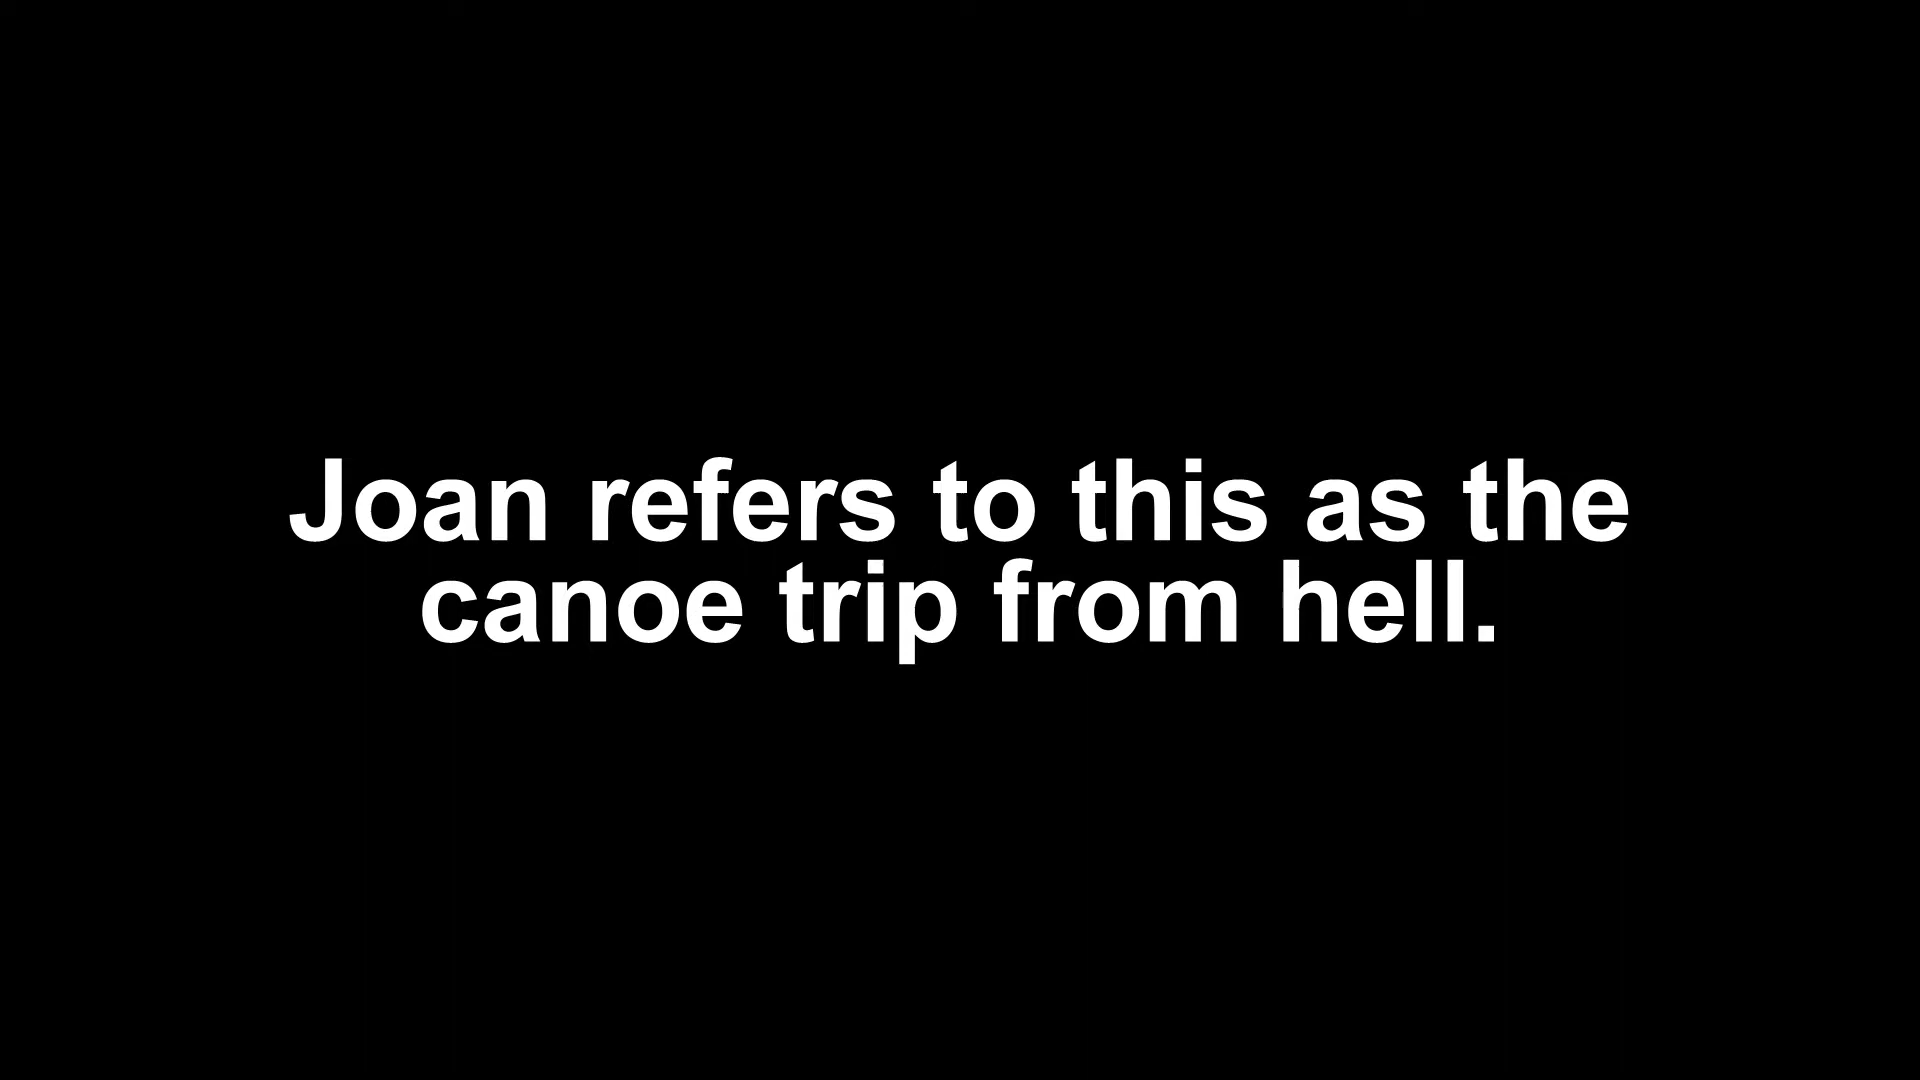 Joan refers to this as the
canoe trip from hell.